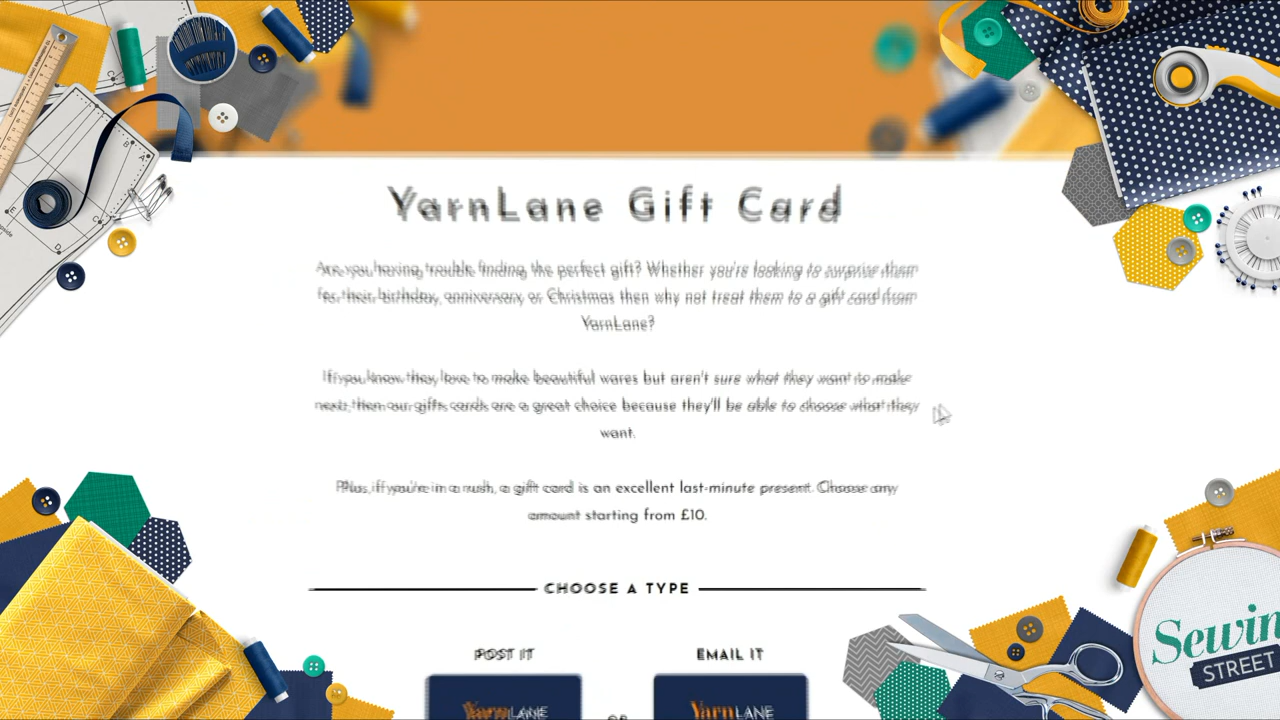 YarnLane Gift Card
Are you having trouble finding the perfect gift? Whether you're looking to surprise them
for their birthday, anniversary or Christmas then why not treat them to a gift card from
YarnLane?
If you know they love to make beautiful wares but aren't sure what they want to make
next, then our gifts cards are a great choice because they'll be able to choose what they
want.
Plus, if you're in a rush, a gift card is an excellent last-minute present. Choose any
amount starting from £10.
CHOOSE A TYPE
POST IT
EMAIL IT
YarnLANE
OR
YarnLANE
Sewin
STREET